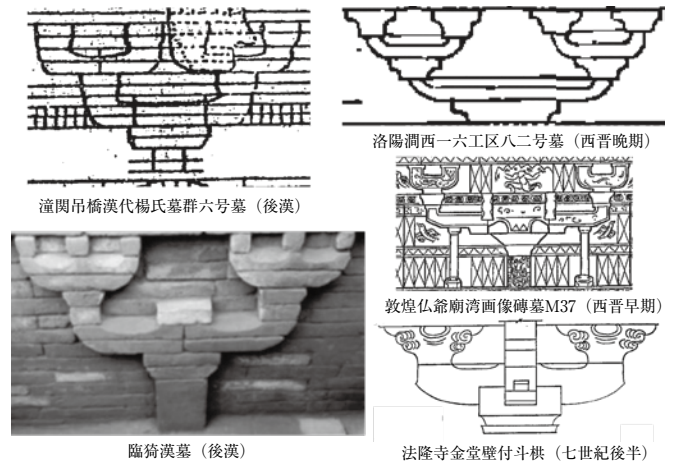 潼関吊橋漢代楊氏墓群六号墓（後漢）
洛陽澗西一六工区八二号墓（西晋晩期）
敦煌仏爺廟湾画像磚墓M37（西晋早期）
臨猗漢墓（後漢）
法隆寺金堂壁付斗栱（七世紀後半）